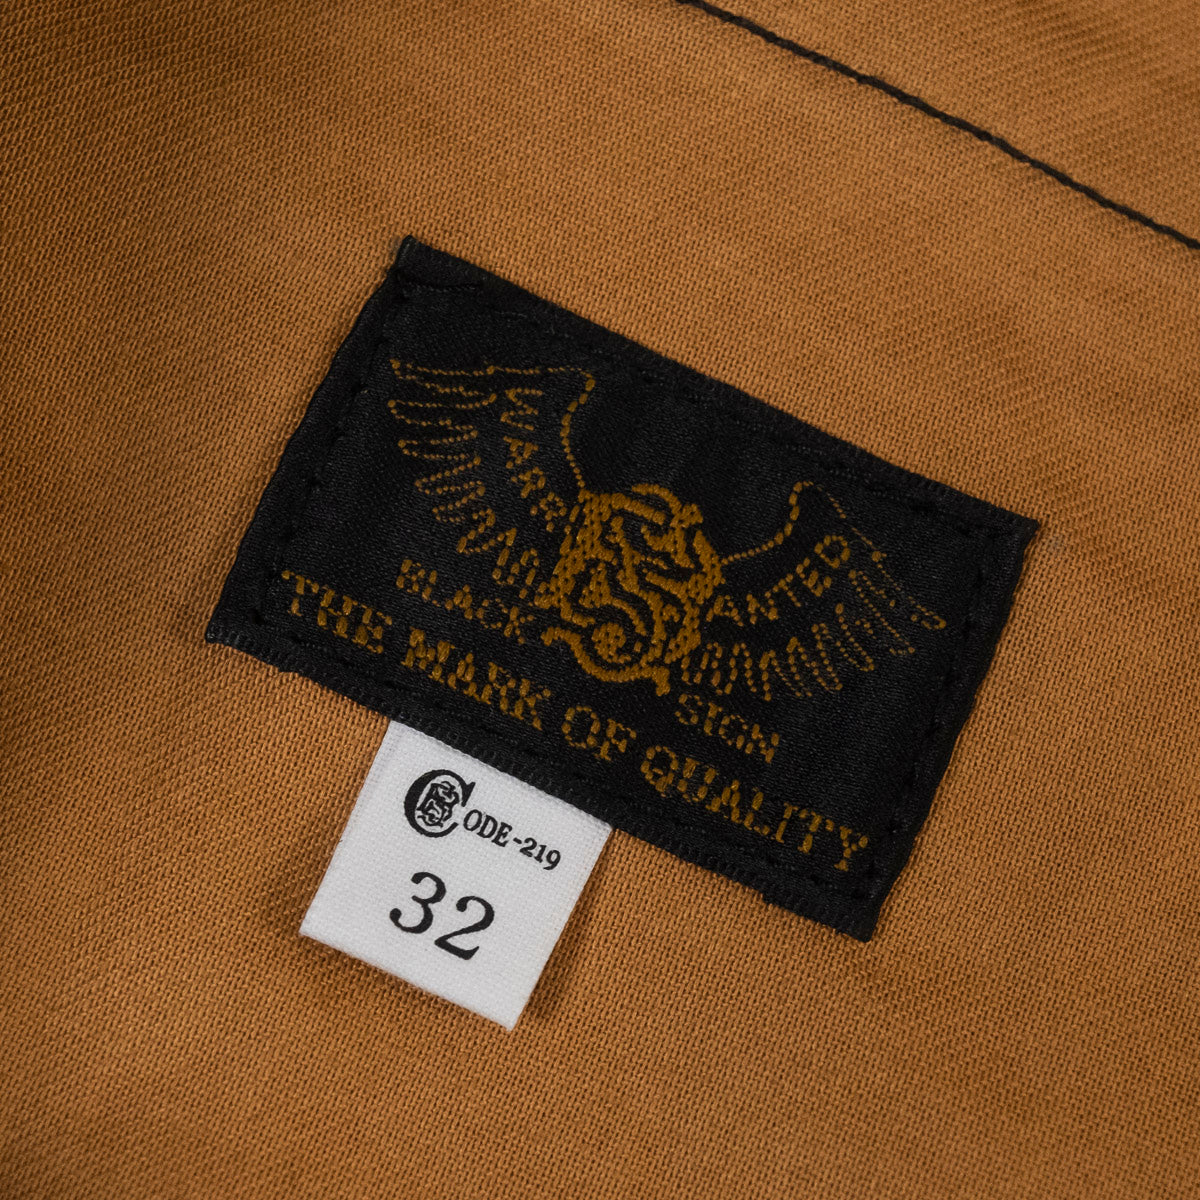 WARRANTED
BLACK SIGN
THE MARK OF QUALITY
CODE-219
32